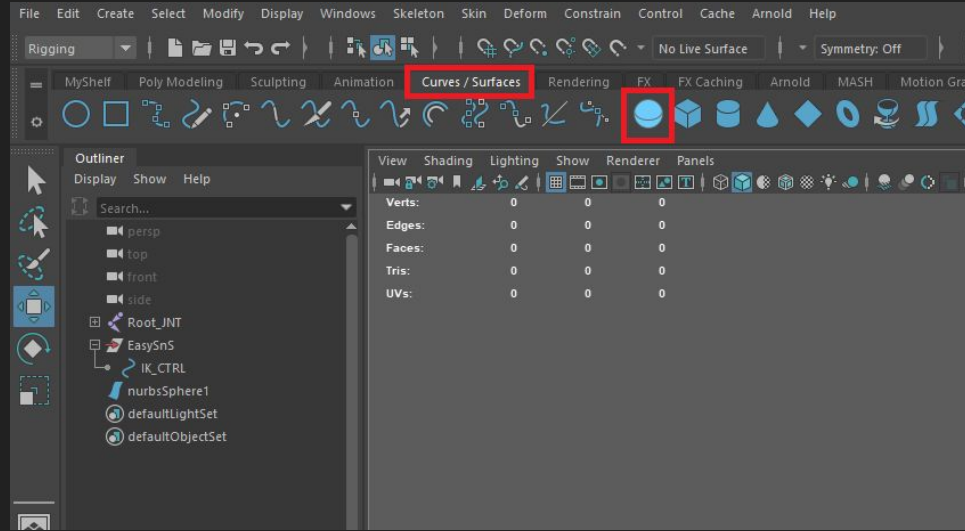 File Edit Create Select Modify Display Windows Skeleton Skin Deform Constrain Control Cache Arnold Help
Rigging No Live Surface Symmetry: Off
MyShelf Poly Modeling Sculpting Animation Curves / Surfaces Rendering FX FX Caching Arnold MASH Motion Gra
Outliner
Display Show Help
Search...
persp
top
front
side
Root_JNT
EasySnS
IK_CTRL
nurbsSphere1
defaultLightSet
defaultObjectSet
View Shading Lighting Show Renderer Panels
Verts: 0 0 0
Edges: 0 0 0
Faces: 0 0 0
Tris: 0 0 0
UVs: 0 0 0